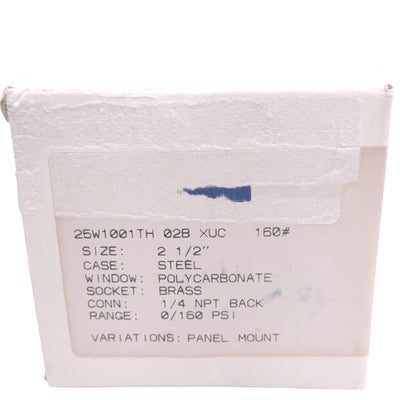 25W1001TH 02B XUC 160#
SIZE: 2 1/2"
CASE: STEEL
WINDOW: POLYCARBONATE
SOCKET: BRASS
CONN: 1/4 NPT BACK
RANGE: 0/160 PSI
VARIATIONS: PANEL MOUNT